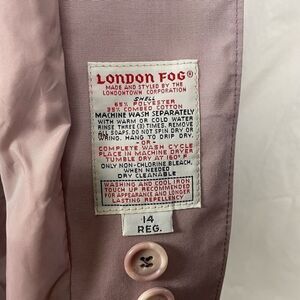 LONDON FOG®
MADE AND STYLED BY THE
LONDONTOWN CORPORATION
SHELL
65% POLYESTER
35% COMBED COTTON
MACHINE WASH SEPARATELY
WITH WARM OR COLD WATER
RINSE THREE (3) TIMES. REMOVE
ALL SOAPS. DO NOT SPIN DRY OR
WRING. HANG TO DRIP DRY.
OR
COMPLETE WASH CYCLE
PLACE IN MACHINE DRYER
TUMBLE DRY AT 160° F
ONLY NON-CHLORINE BLEACH,
WHEN NEEDED
DRY CLEANABLE
WASHING AND COOL IRON
TOUCH UP RECOMMENDED
FOR APPEARANCE AND LONGER
LASTING REPELLENCY
14
REG.